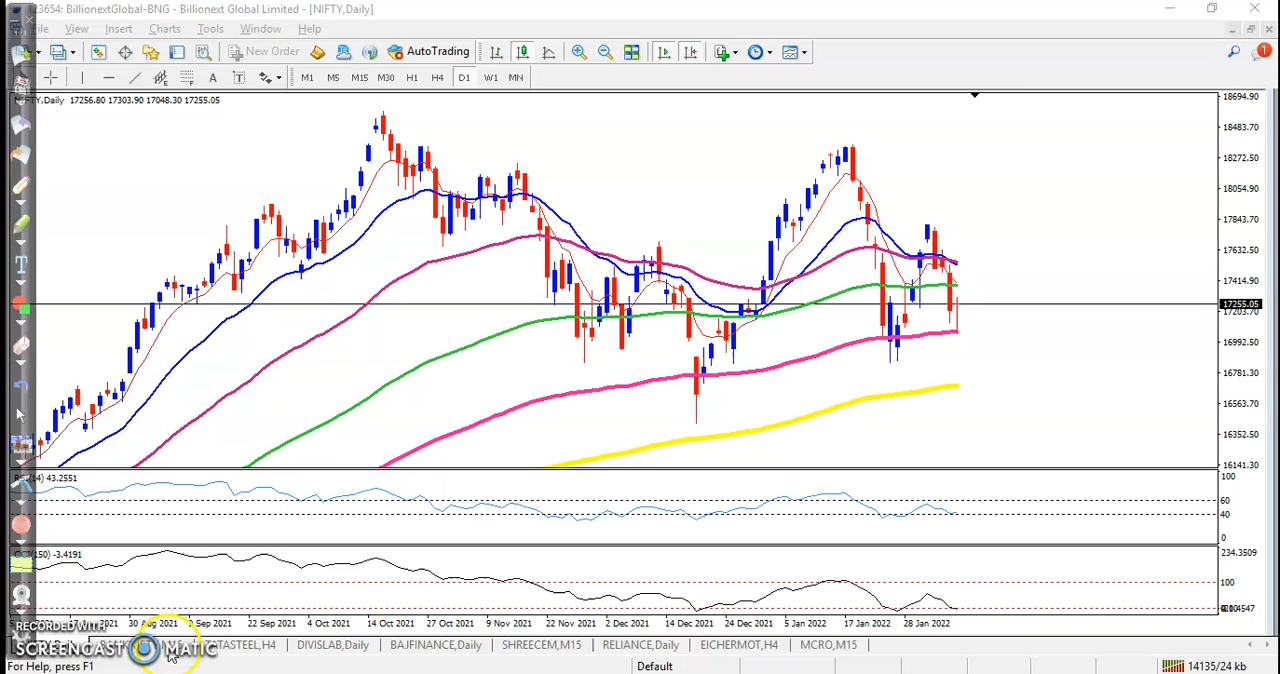 23654: BillionextGlobal-BNG - Billionext Global Limited - [NIFTY,Daily]
File View Insert Charts Tools Window Help
New Order AutoTrading
A T M1 M5 M15 M30 H1 H4 D1 W1 MN
Daily 17256.80 17303.90 17048.30 17255.05
18694.90
18483.70
18272.50
18054.90
17843.70
17632.50
17414.90
17255.05
17203.70
16992.50
16781.30
16563.70
16352.50
16141.30
RSI(14) 43.2551
100
60
40
0
CCI(150) -3.4191
234.3509
100
30 Aug 2021 Sep 2021 22 Sep 2021 4 Oct 2021 14 Oct 2021 27 Oct 2021 9 Nov 2021 22 Nov 2021 2 Dec 2021 14 Dec 2021 24 Dec 2021 5 Jan 2022 17 Jan 2022 28 Jan 2022
RECORDED WITH
SCREENCAST MATIC
TATASTEEL,H4 DIVISLAB,Daily BAJFINANCE,Daily SHREECEM,M15 RELIANCE,Daily EICHERMOT,H4 MCRO,M15
For Help, press F1 Default 14135/24 kb